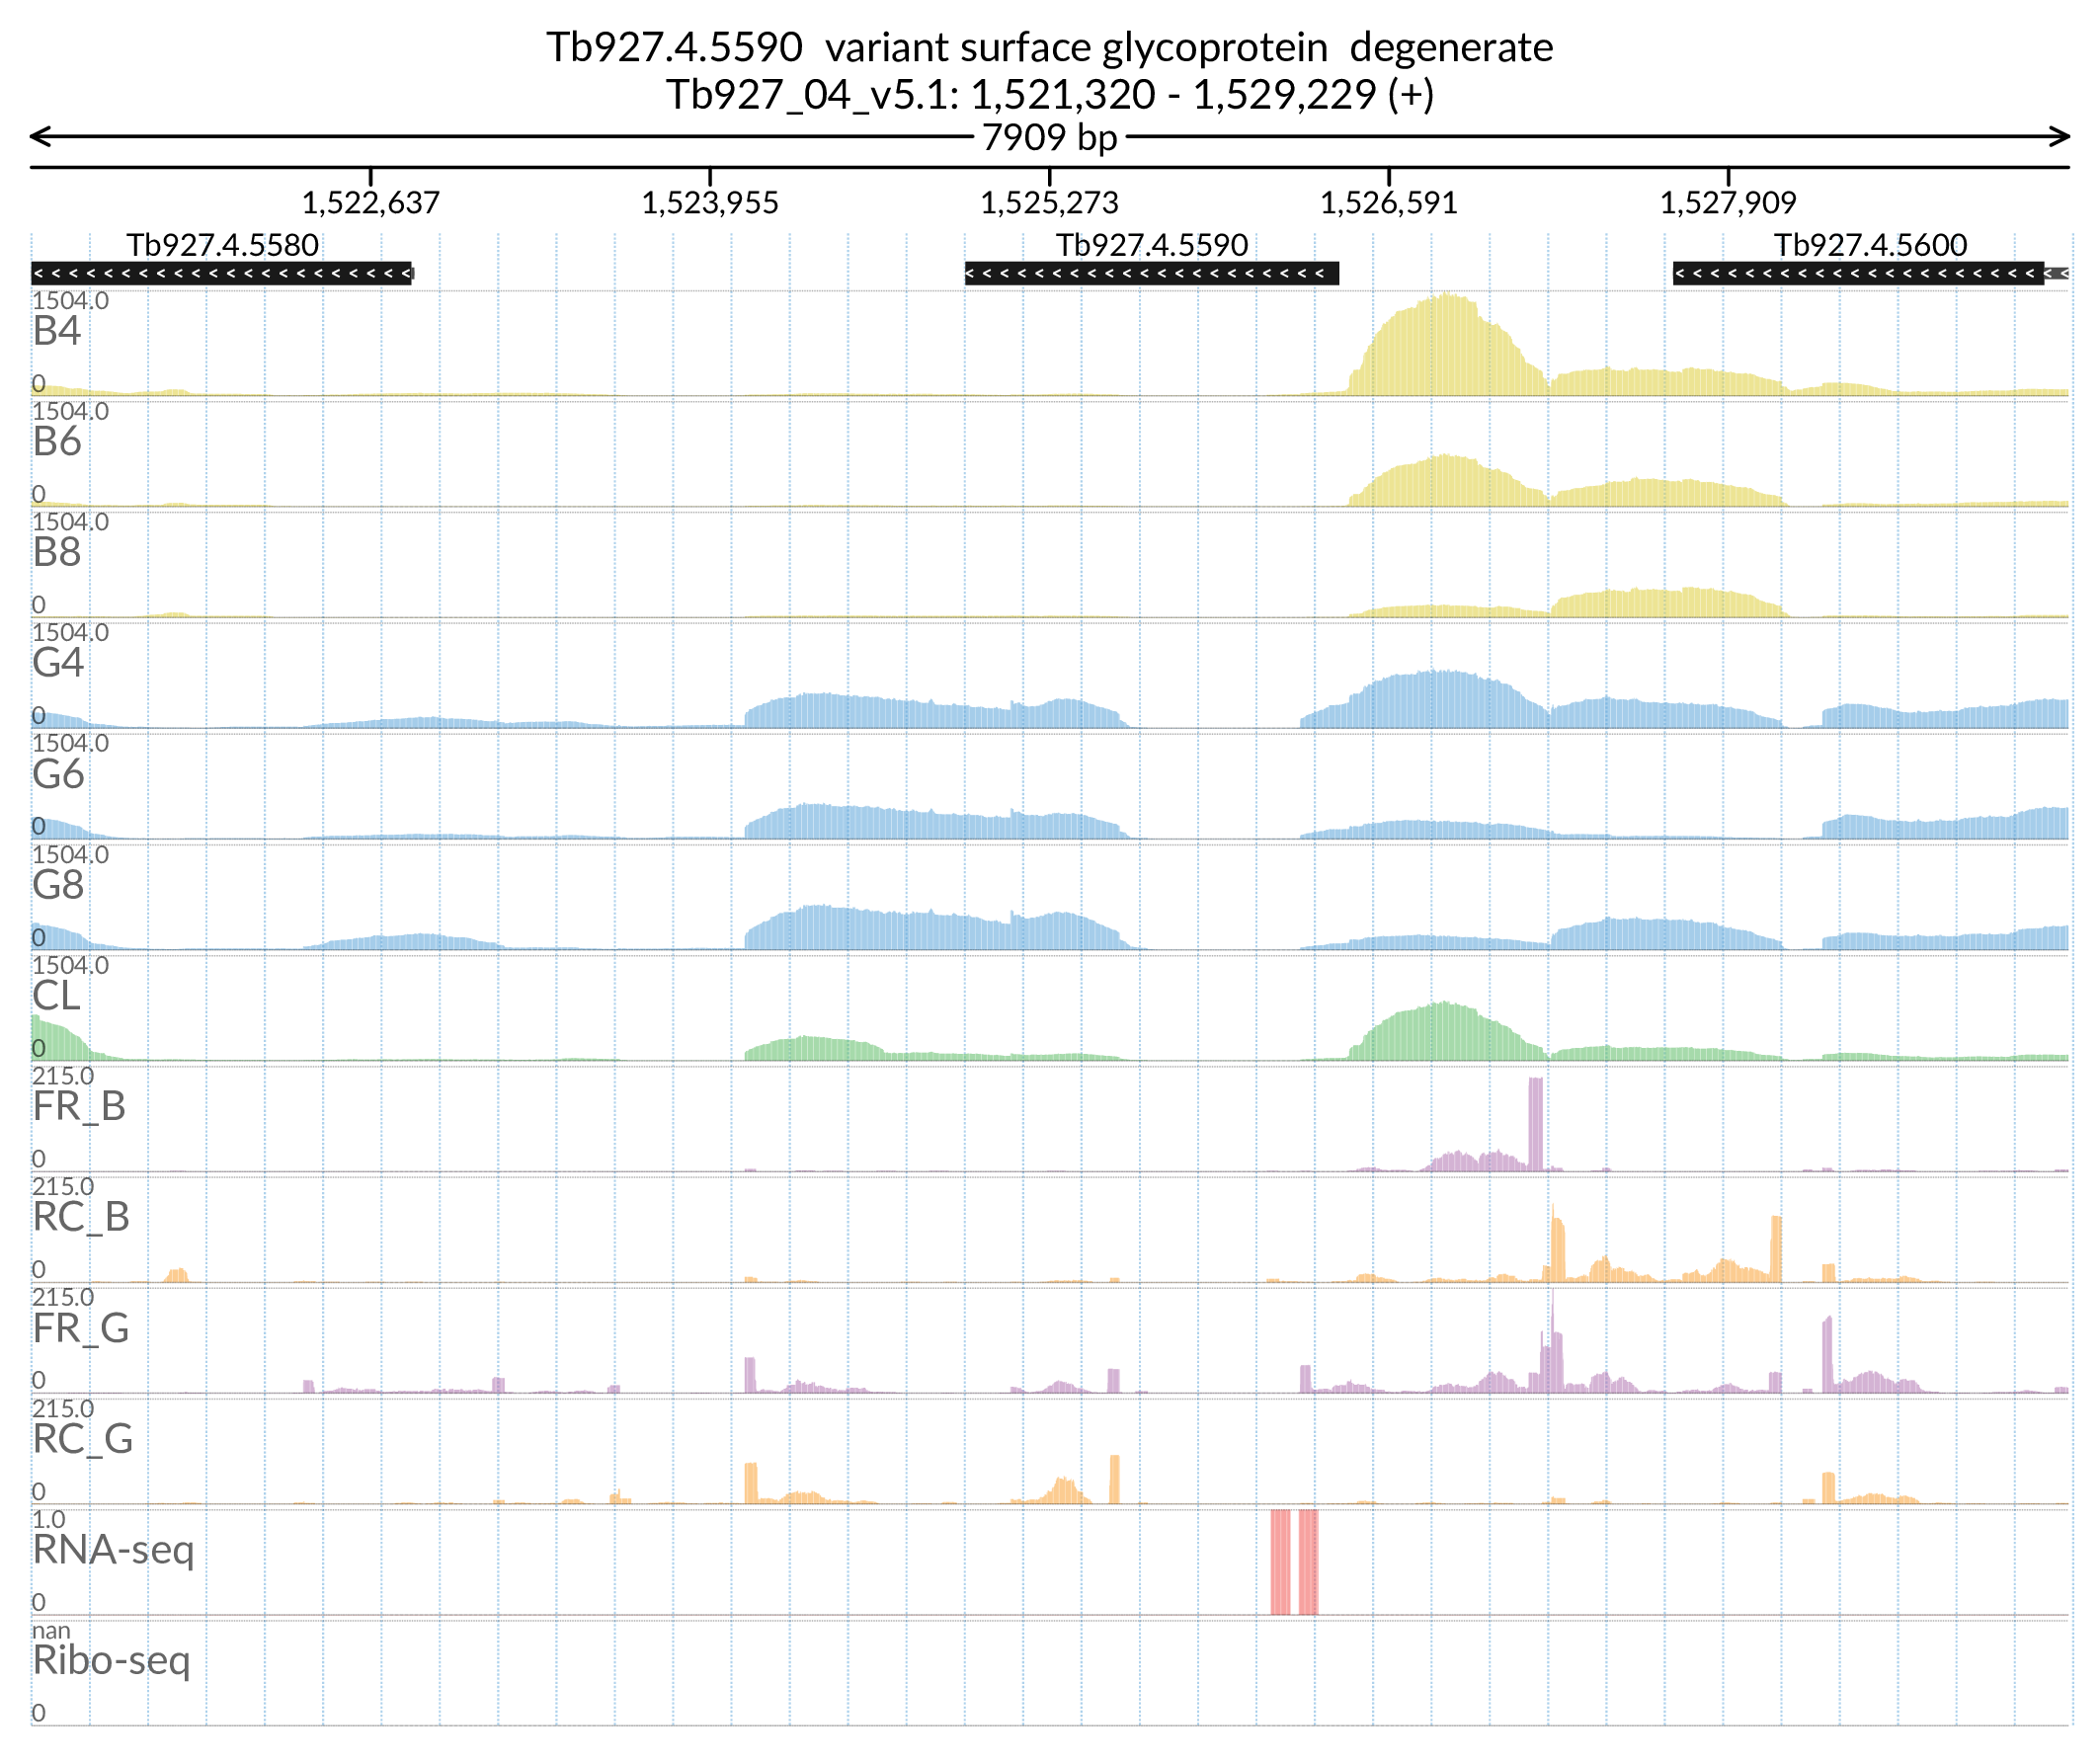 Tb927.4.5590 variant surface glycoprotein degenerate
Tb927_04_v5.1: 1,521,320 - 1,529,229 (+)
7909 bp
1,522,637 1,523,955 1,525,273 1,526,591 1,527,909
Tb927.4.5580 Tb927.4.5590 Tb927.4.5600
1504.0
B4
0
1504.0
B6
0
1504.0
B8
0
1504.0
G4
0
1504.0
G6
0
1504.0
G8
0
1504.0
CL
0
215.0
FR_B
0
215.0
RC_B
0
215.0
FR_G
0
215.0
RC_G
0
1.0
RNA-seq
0
nan
Ribo-seq
0